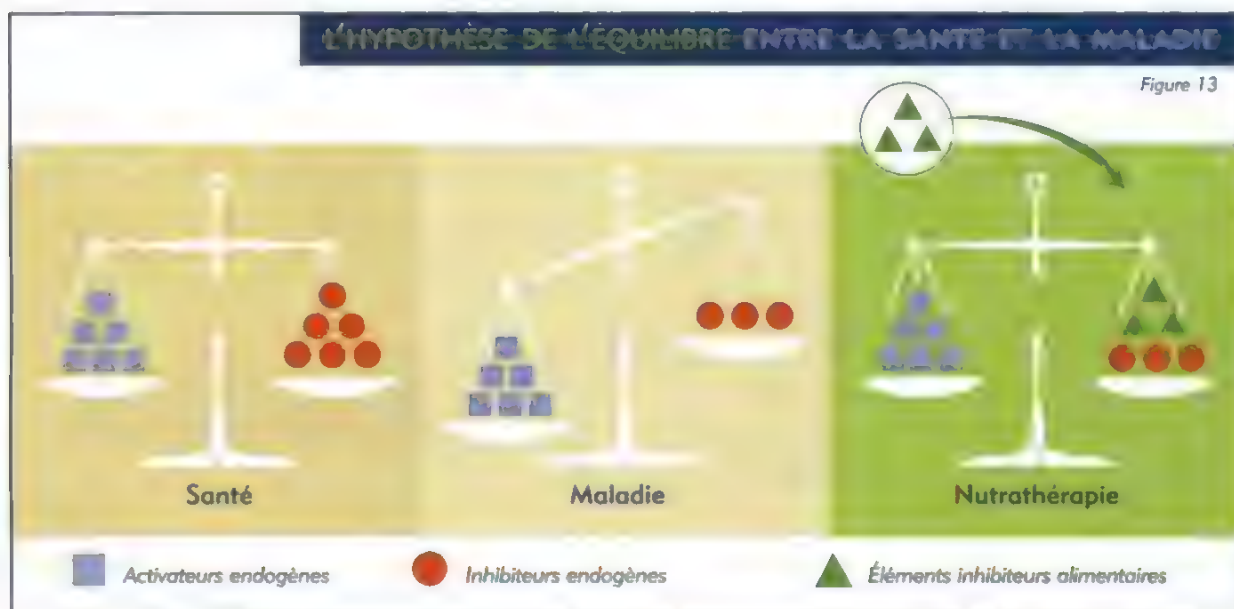 L'HYPOTHÈSE DE L'ÉQUILIBRE ENTRE LA SANTÉ ET LA MALADIE
Figure 13
Santé
Maladie
Nutrathérapie
Activateurs endogènes
Inhibiteurs endogènes
Éléments inhibiteurs alimentaires